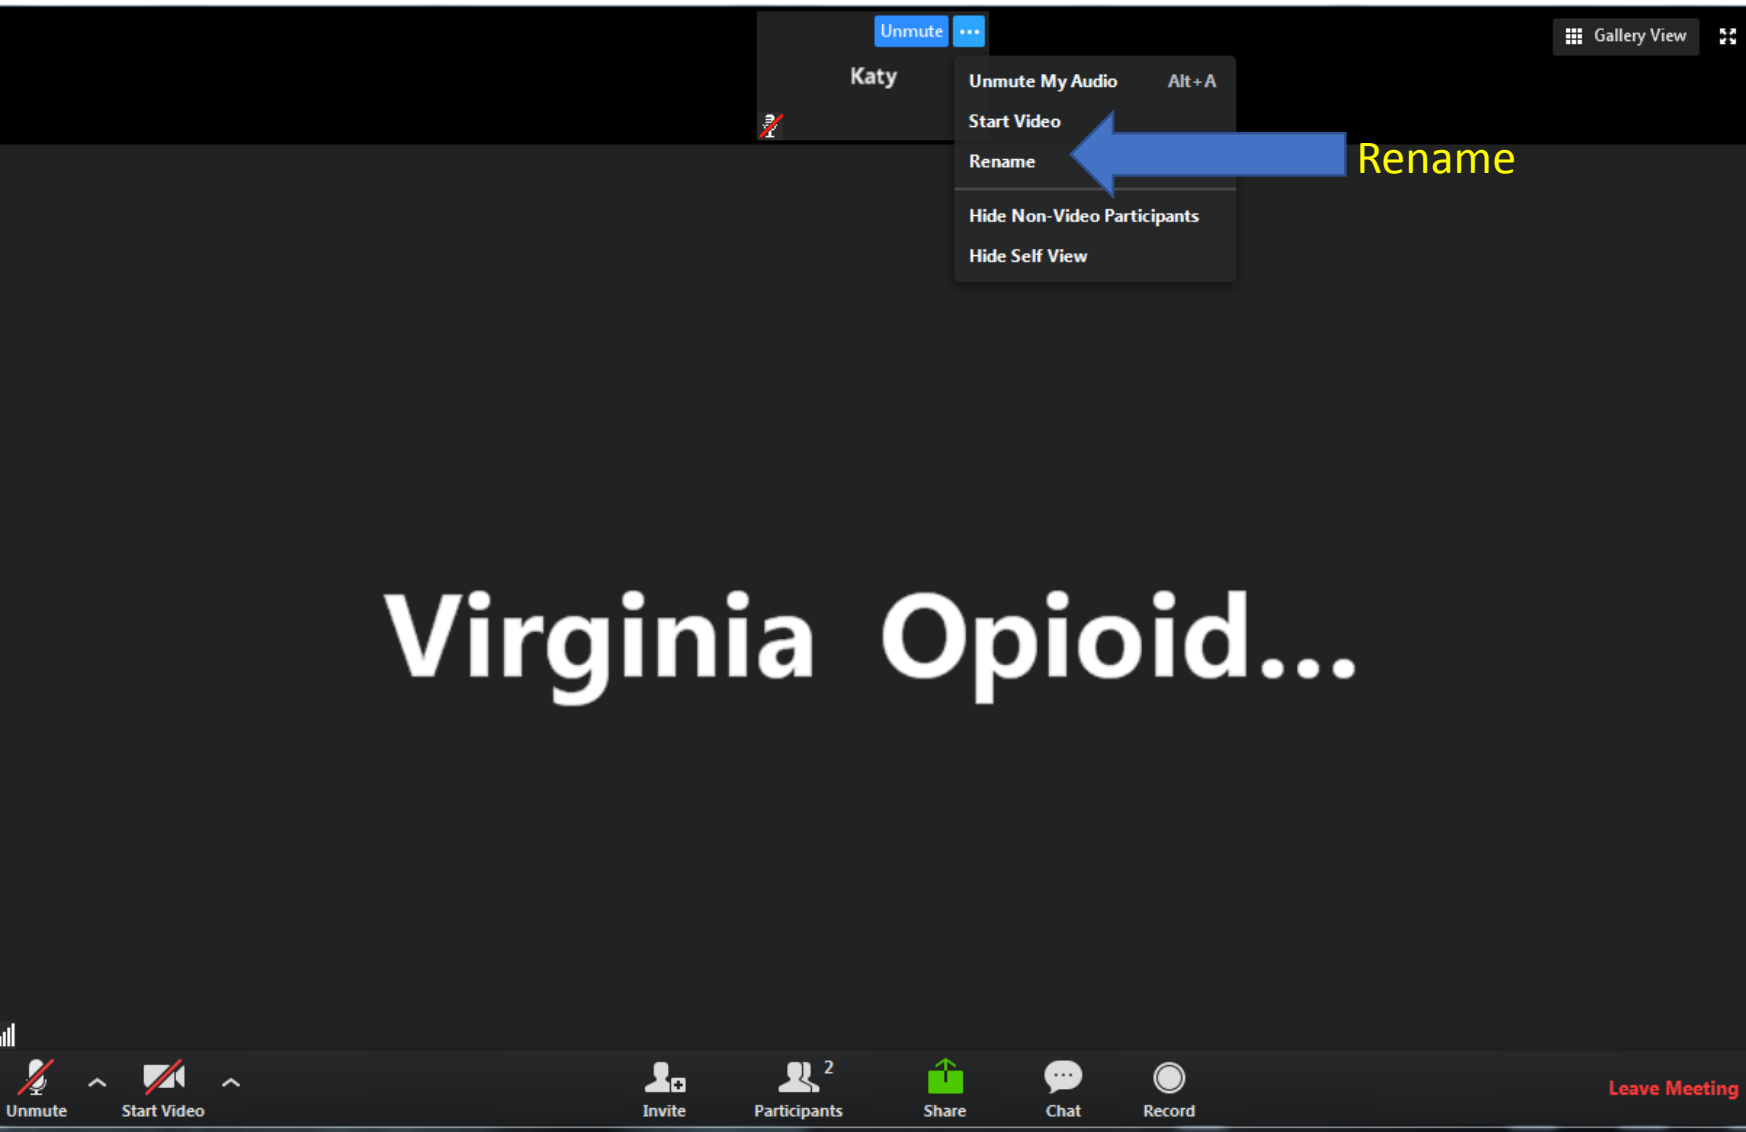 Unmute
Gallery View
Katy
Unmute My Audio Alt+A
Start Video
Rename
Rename
Hide Non-Video Participants
Hide Self View
Virginia Opioid...
2
Unmute
Start Video
Invite
Participants
Share
Chat
Record
Leave Meeting